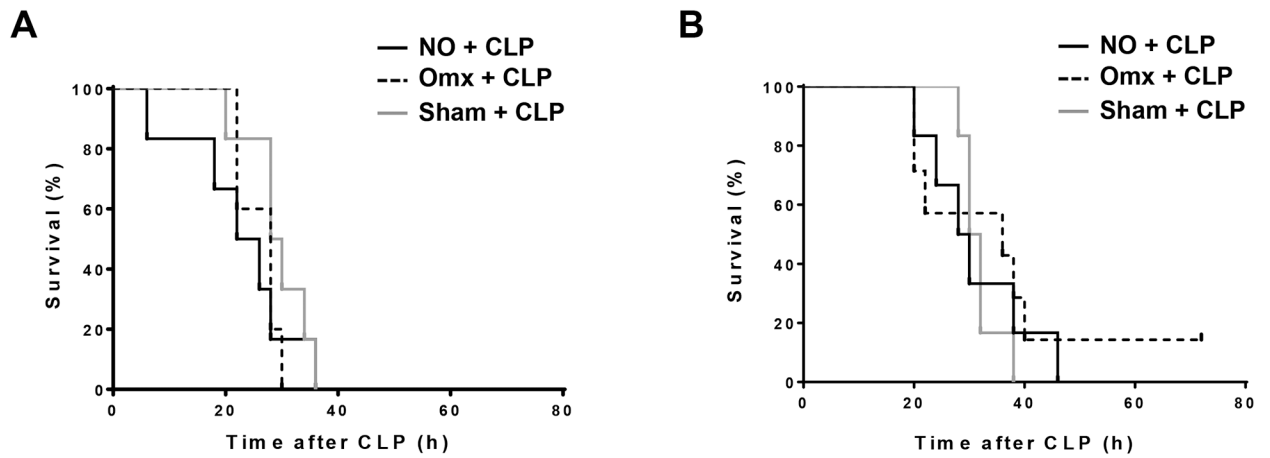 A
NO + CLP
Omx + CLP
Sham + CLP
100
80
60
40
20
0
Survival (%)
0 20 40 60 80
Time after CLP (h)
B
NO + CLP
Omx + CLP
Sham + CLP
100
80
60
40
20
0
Survival (%)
0 20 40 60 80
Time after CLP (h)